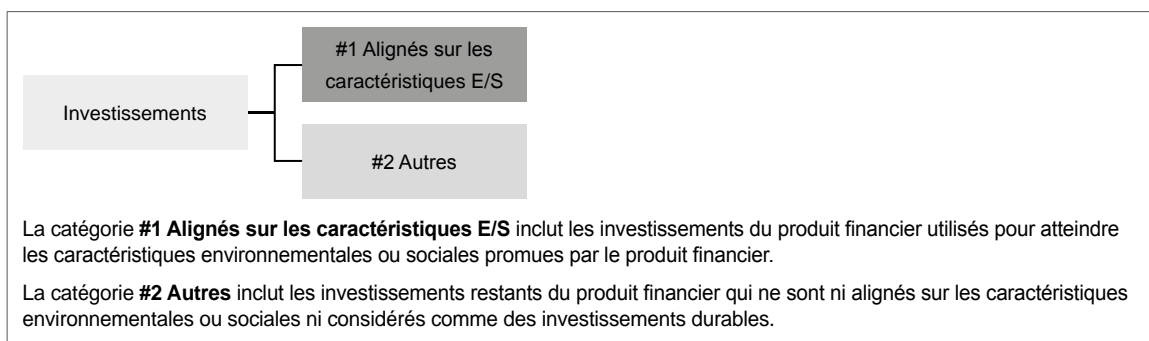 #1 Alignés sur les
caractéristiques E/S
Investissements
#2 Autres
La catégorie #1 Alignés sur les caractéristiques E/S inclut les investissements du produit financier utilisés pour atteindre
les caractéristiques environnementales ou sociales promues par le produit financier.
La catégorie #2 Autres inclut les investissements restants du produit financier qui ne sont ni alignés sur les caractéristiques
environnementales ou sociales ni considérés comme des investissements durables.